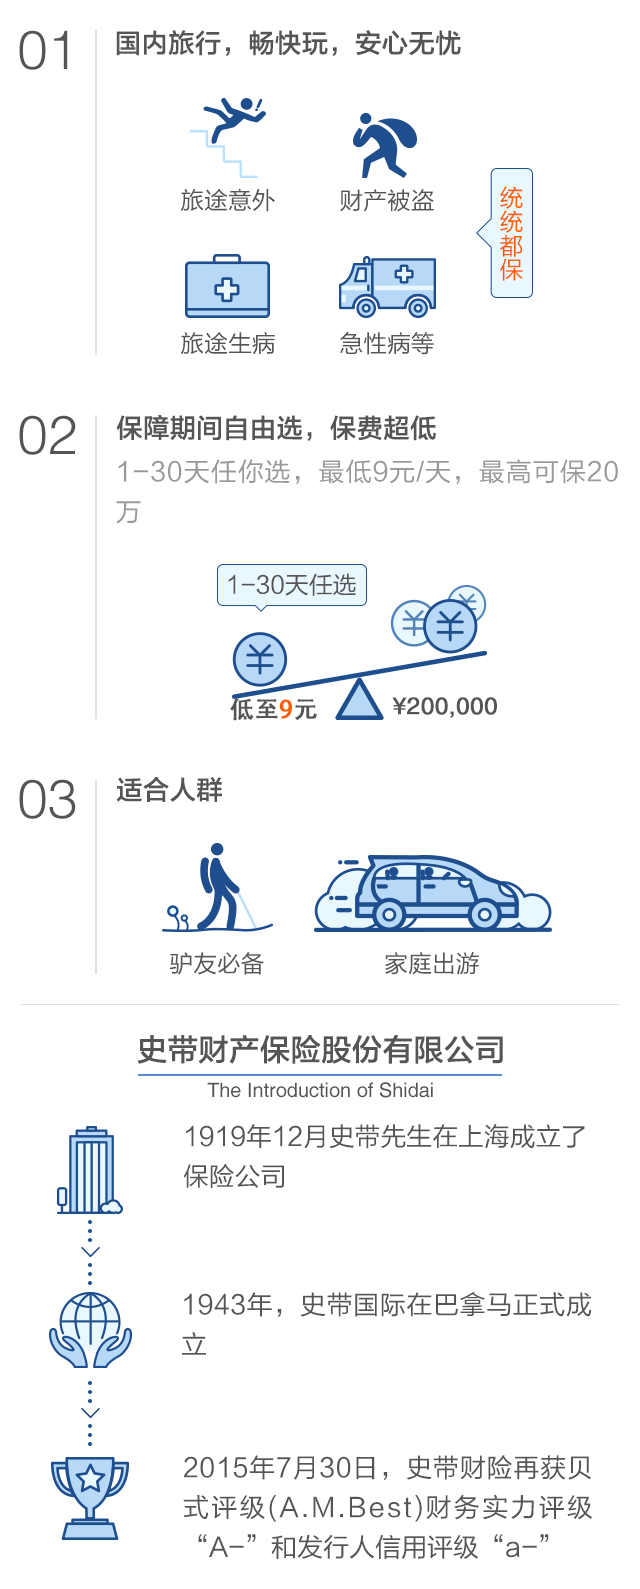 01
国内旅行，畅快玩，安心无忧
旅途意外
财产被盗
统统都保
旅途生病
急性病等
02
保障期间自由选，保费超低
1-30天任你选，最低9元/天，最高可保20
万
1-30天任选
低至9元
¥200,000
03
适合人群
驴友必备
家庭出游
史带财产保险股份有限公司
The Introduction of Shidai
1919年12月史带先生在上海成立了
保险公司
1943年，史带国际在巴拿马正式成
立
2015年7月30日，史带财险再获贝
式评级(A.M.Best)财务实力评级
“A-”和发行人信用评级“a-”